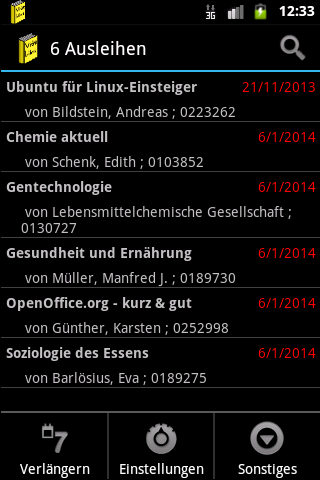 3G 12:33
6 Ausleihen
Ubuntu für Linux-Einsteiger 21/11/2013
von Bildstein, Andreas ; 0223262
Chemie aktuell 6/1/2014
von Schenk, Edith ; 0103852
Gentechnologie 6/1/2014
von Lebensmittelchemische Gesellschaft ;
0130727
Gesundheit und Ernährung 6/1/2014
von Müller, Manfred J. ; 0189730
OpenOffice.org - kurz & gut 6/1/2014
von Günther, Karsten ; 0252998
Soziologie des Essens 6/1/2014
von Barlösius, Eva ; 0189275
7
Verlängern Einstellungen Sonstiges